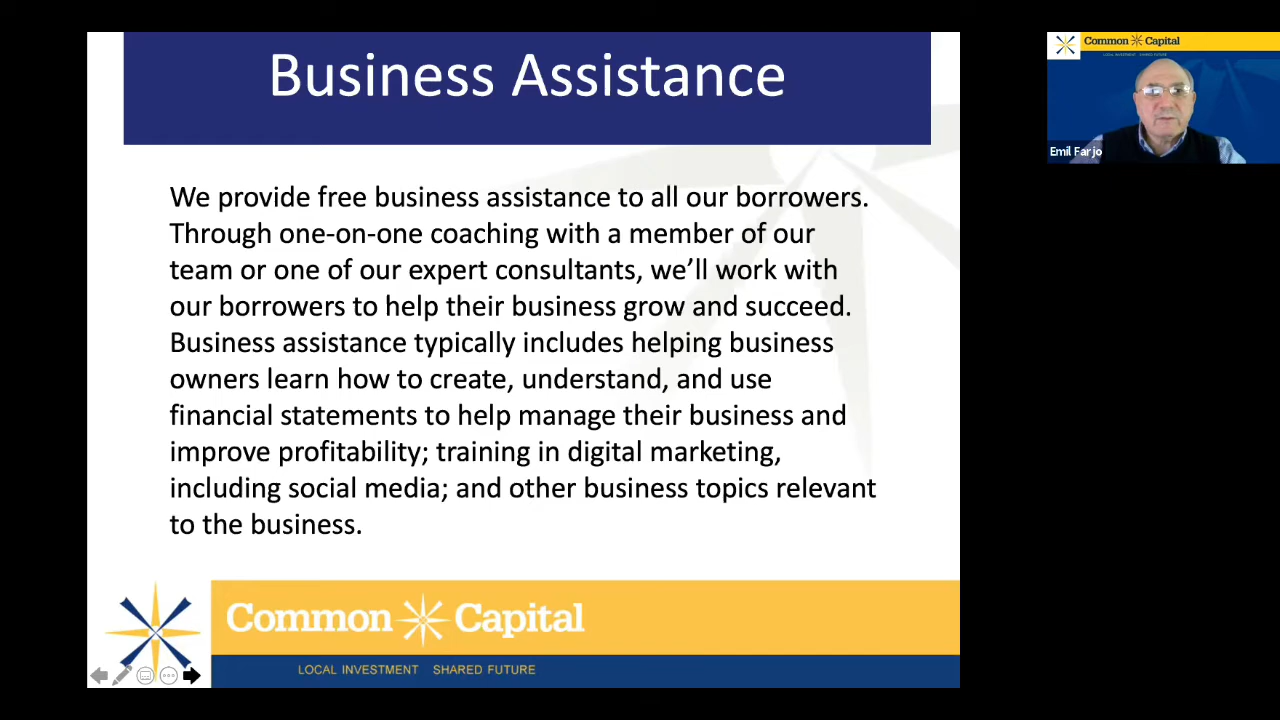 Business Assistance
We provide free business assistance to all our borrowers.
Through one-on-one coaching with a member of our
team or one of our expert consultants, we’ll work with
our borrowers to help their business grow and succeed.
Business assistance typically includes helping business
owners learn how to create, understand, and use
financial statements to help manage their business and
improve profitability; training in digital marketing,
including social media; and other business topics relevant
to the business.
Common Capital
LOCAL INVESTMENT SHARED FUTURE
Common Capital
LOCAL INVESTMENT SHARED FUTURE
Emil Farjo